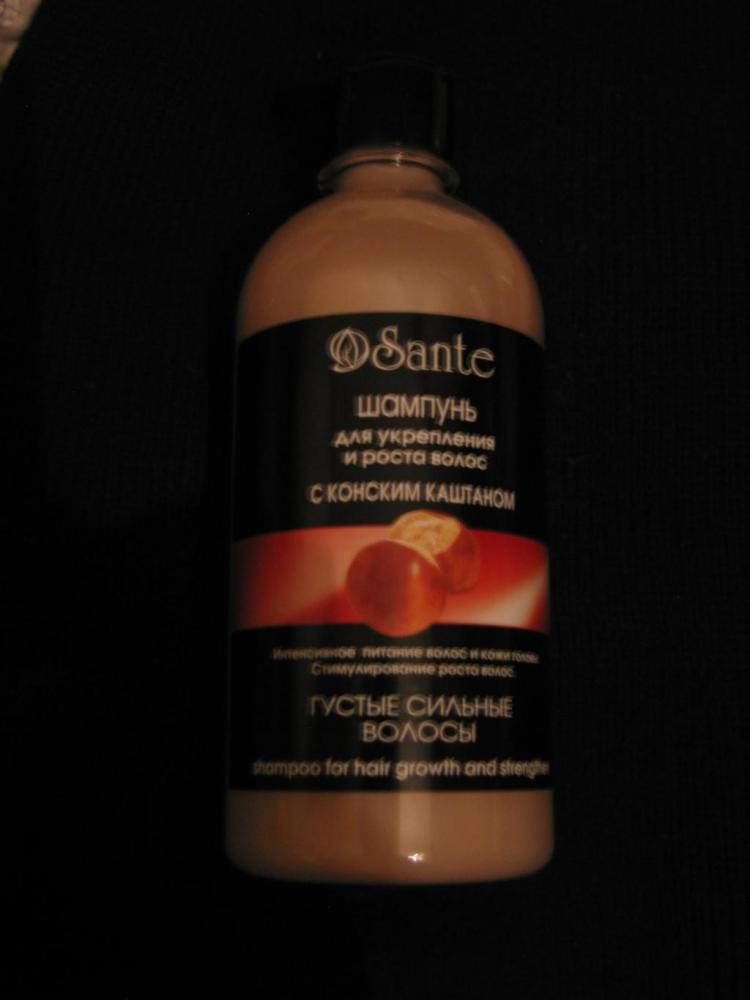 Sante
шампунь
для укрепления
и роста волос
С КОНСКИМ КАШТАНОМ
Интенсивное питание волос и кожи головы
Стимулирование роста волос
ГУСТЫЕ СИЛЬНЫЕ
ВОЛОСЫ
shampoo for hair growth and strengthen